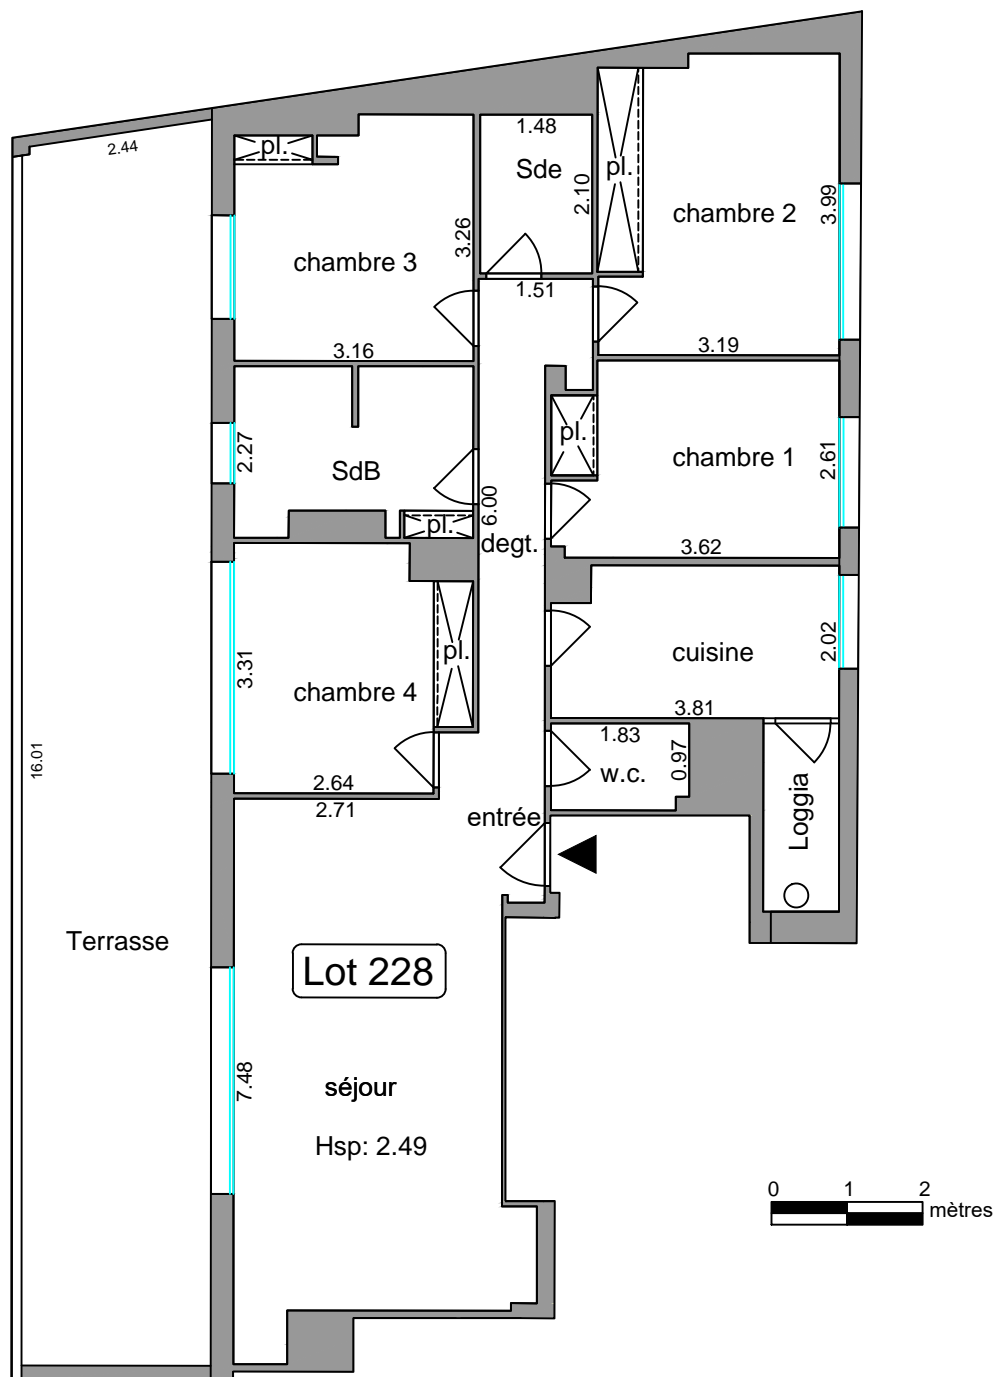 2.44
pl.
1.48
Sde
2.10
pl.
chambre 2
3.99
chambre 3
3.26
1.51
3.16
3.19
pl.
chambre 1
2.61
2.27
SdB
6.00
pl.
degt.
3.62
cuisine
2.02
3.31
chambre 4
pl.
3.81
1.83
w.c.
0.97
16.01
2.64
2.71
entrée
Loggia
Terrasse
Lot 228
7.48
séjour
Hsp: 2.49
0 1 2
mètres